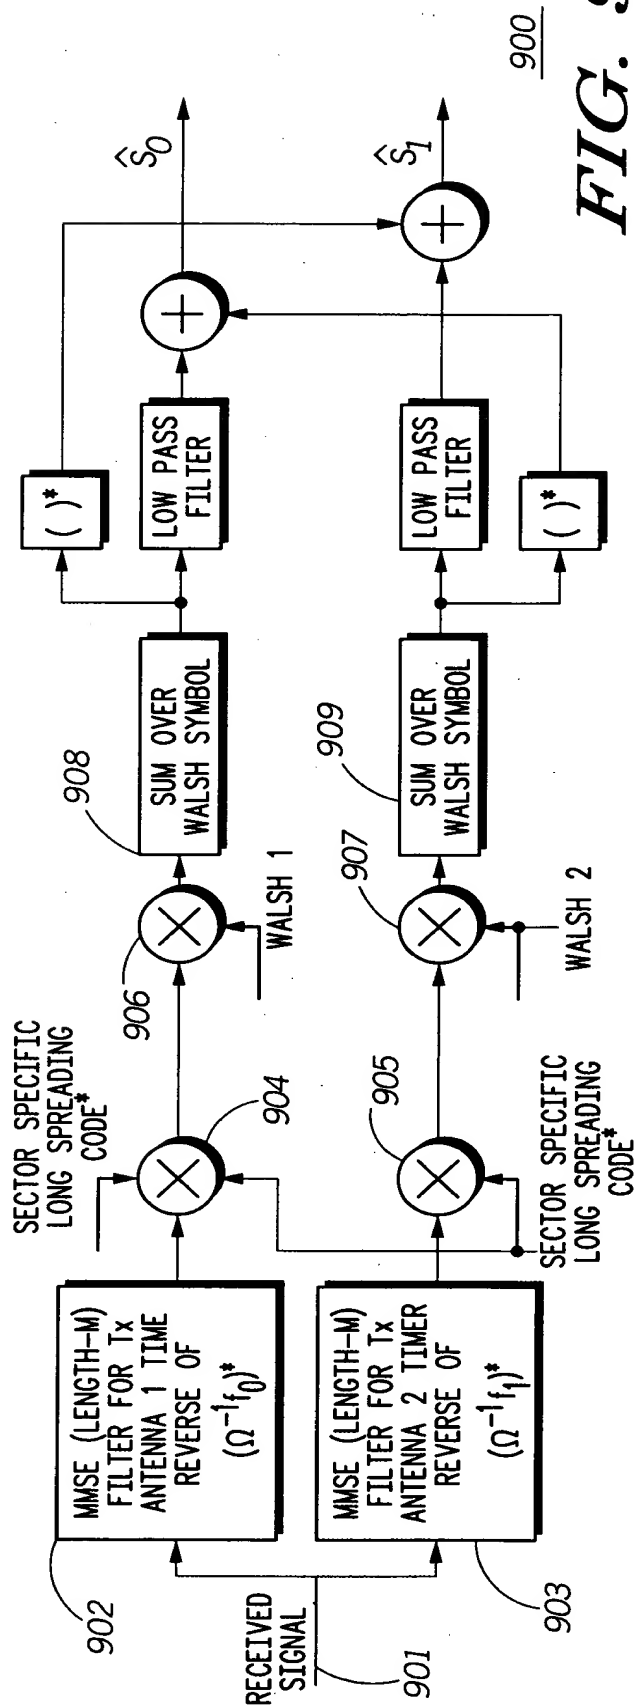 RECEIVED
SIGNAL
901
902
MMSE (LENGTH-M)
FILTER FOR Tx
ANTENNA 1 TIME
REVERSE OF
(Ω⁻¹f₀)*
903
MMSE (LENGTH-M)
FILTER FOR Tx
ANTENNA 2 TIMER
REVERSE OF
(Ω⁻¹f₁)*
SECTOR SPECIFIC
LONG SPREADING
CODE*
904
905
SECTOR SPECIFIC
LONG SPREADING
CODE*
906
WALSH 1
907
WALSH 2
908
SUM OVER
WALSH SYMBOL
909
SUM OVER
WALSH SYMBOL
( )*
LOW PASS
FILTER
LOW PASS
FILTER
( )*
Ŝ₀
Ŝ₁
900
FIG.